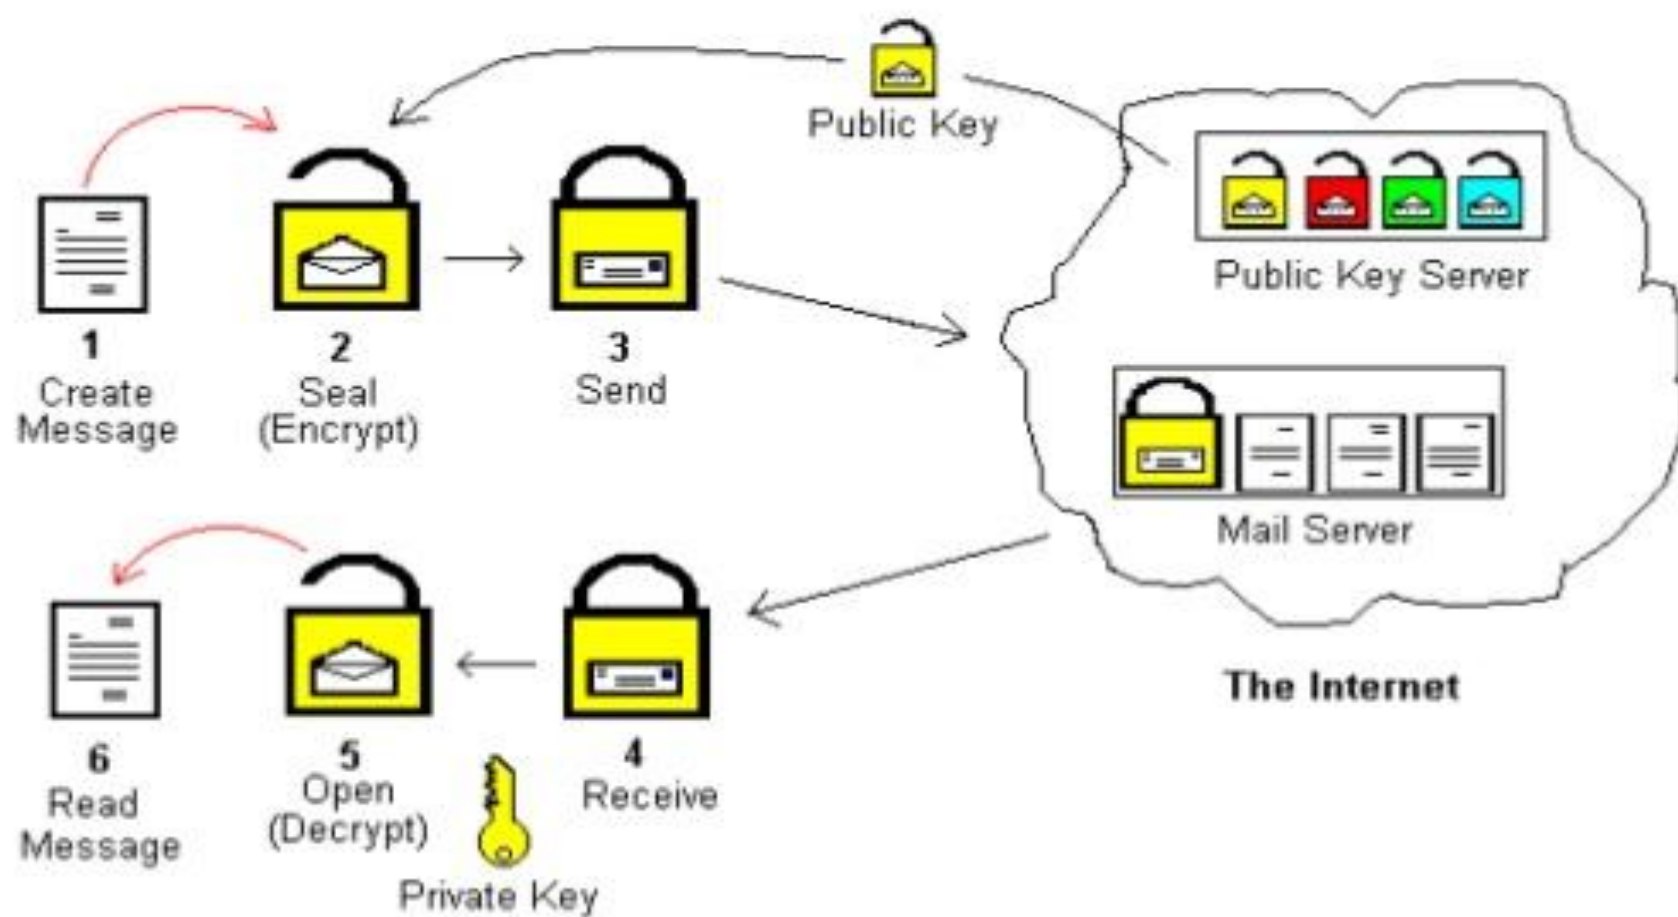 Public Key
Public Key Server
1
Create
Message
2
Seal
(Encrypt)
3
Send
Mail Server
The Internet
6
Read
Message
5
Open
(Decrypt)
Private Key
4
Receive